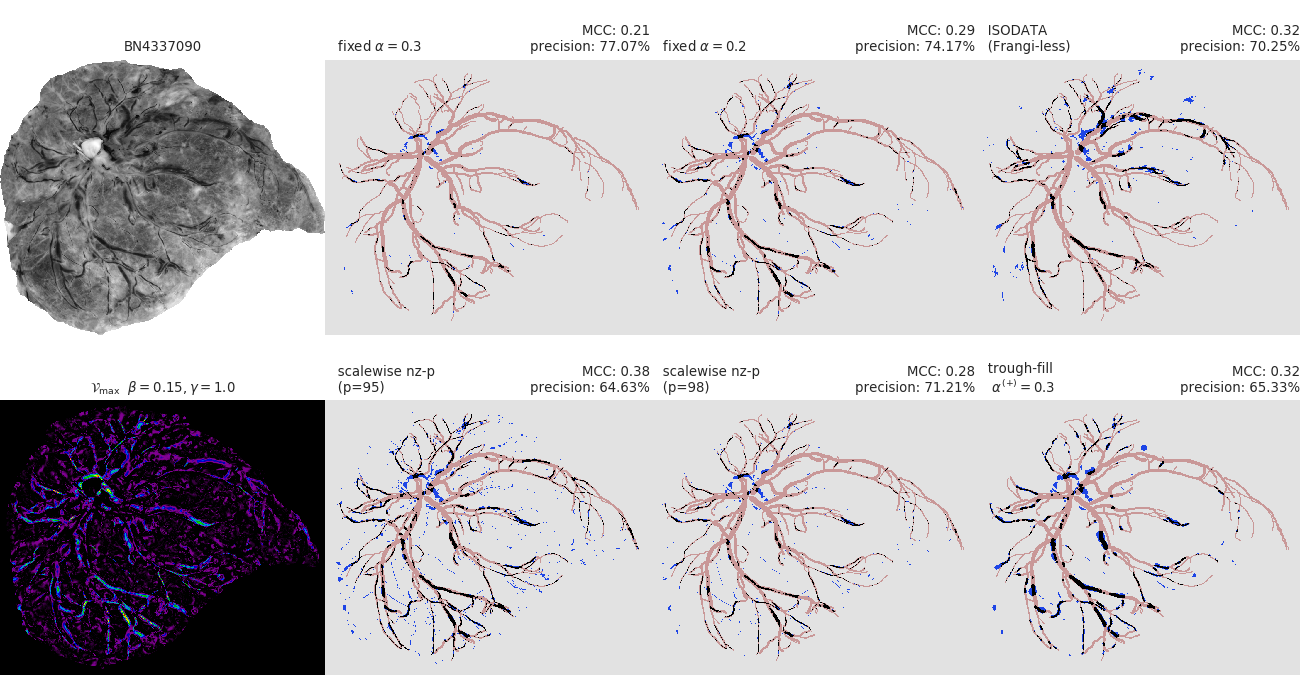 BN4337090
fixed α = 0.3
MCC: 0.21
precision: 77.07%
fixed α = 0.2
MCC: 0.29
precision: 74.17%
ISODATA
(Frangi-less)
MCC: 0.32
precision: 70.25%
𝒱max β = 0.15, γ = 1.0
scalewise nz-p
(p=95)
MCC: 0.38
precision: 64.63%
scalewise nz-p
(p=98)
MCC: 0.28
precision: 71.21%
trough-fill
α(+) = 0.3
MCC: 0.32
precision: 65.33%